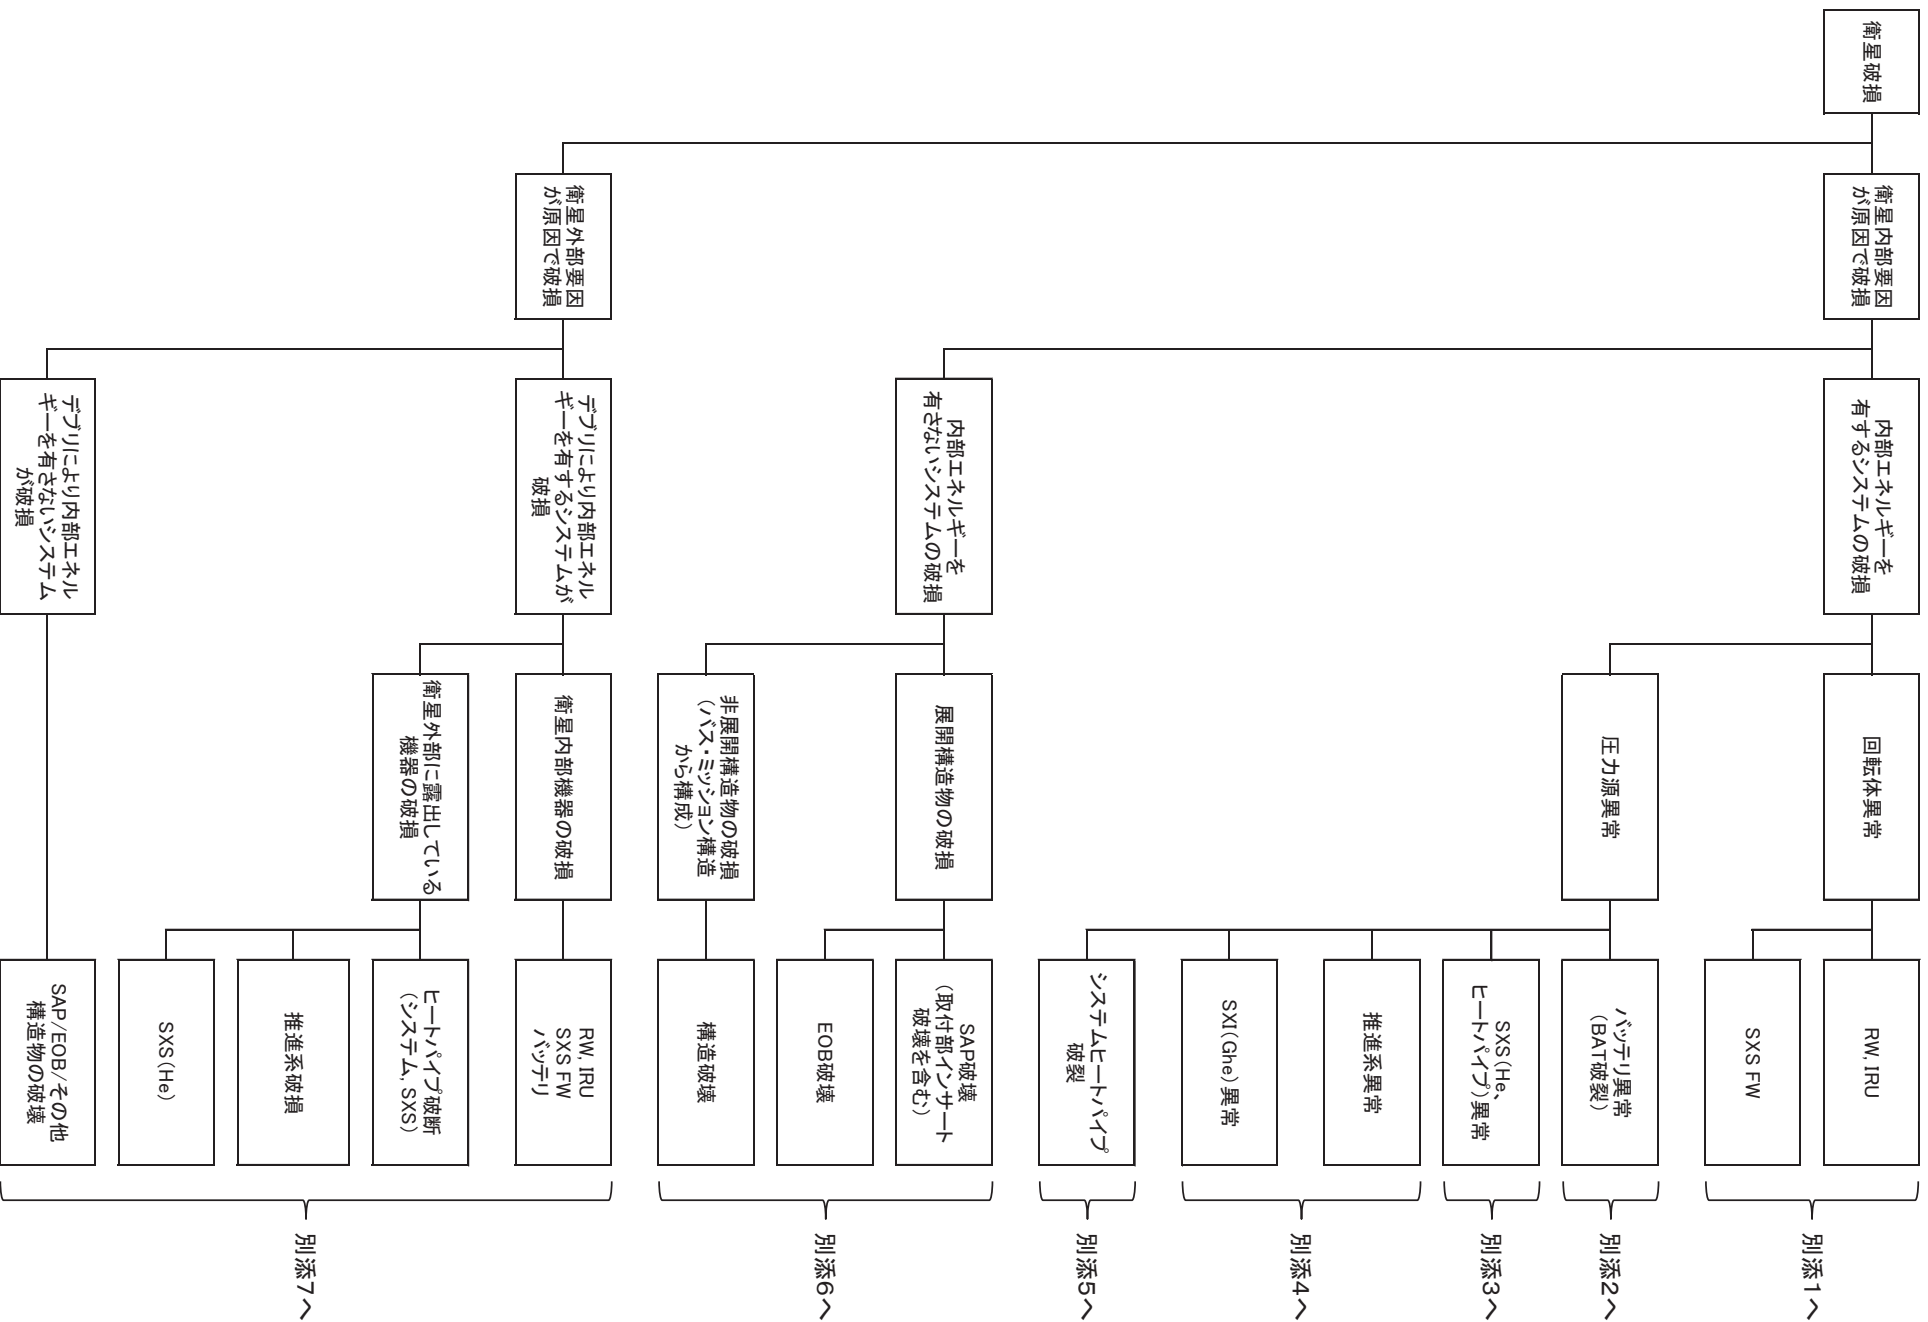 衛星破損
衛星内部要因
が原因で破損
内部エネルギーを
有するシステムの破損
回転体異常
RW, IRU
SXS FW
別添1へ
圧力源異常
バッテリ異常
(BAT破裂)
別添2へ
SXS(He、
ヒートパイプ)異常
別添3へ
推進系異常
SXI(Ghe)異常
別添4へ
システムヒートパイプ
破裂
別添5へ
内部エネルギーを
有さないシステムの破損
展開構造物の破損
SAP破壊
(取付部インサート
破壊を含む)
EOB破壊
非展開構造物の破損
(バス・ミッション構造
から構成)
構造破壊
別添6へ
衛星外部要因
が原因で破損
デブリにより内部エネル
ギーを有するシステムが
破損
衛星内部機器の破損
RW, IRU
SXS FW
バッテリ
衛星外部に露出している
機器の破損
ヒートパイプ破断
(システム, SXS)
推進系破損
SXS(He)
デブリにより内部エネル
ギーを有さないシステム
が破損
SAP/EOB/その他
構造物の破壊
別添7へ